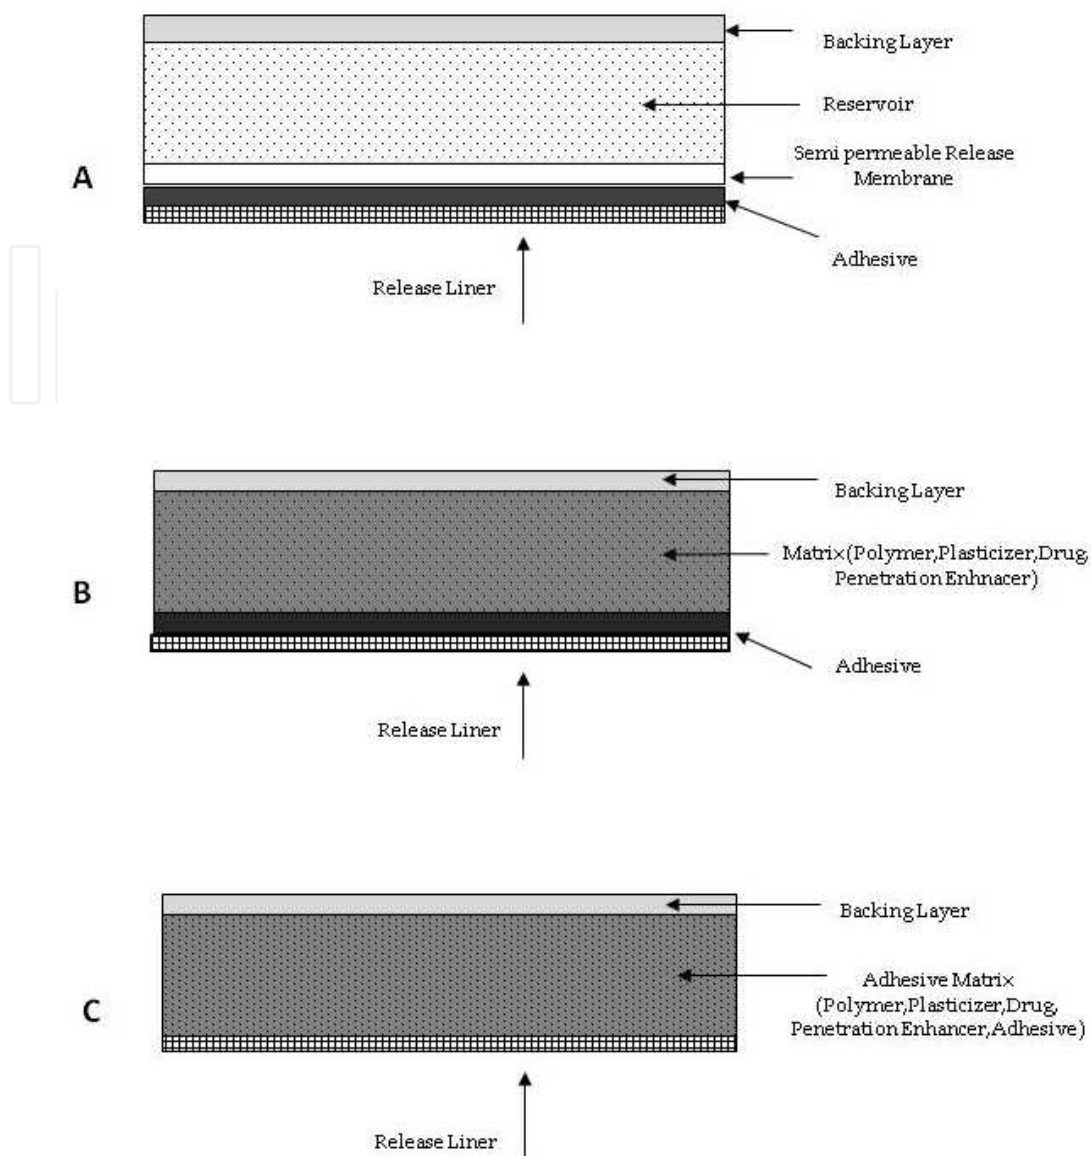 Backing Layer
Reservoir
Semi permeable Release
Membrane
A
Adhesive
Release Liner
Backing Layer
Matrix(Polymer,Plasticizer,Drug,
Penetration Enhnacer)
B
Adhesive
Release Liner
Backing Layer
Adhesive Matrix
(Polymer,Plasticizer,Drug,
Penetration Enhancer,Adhesive)
C
Release Liner